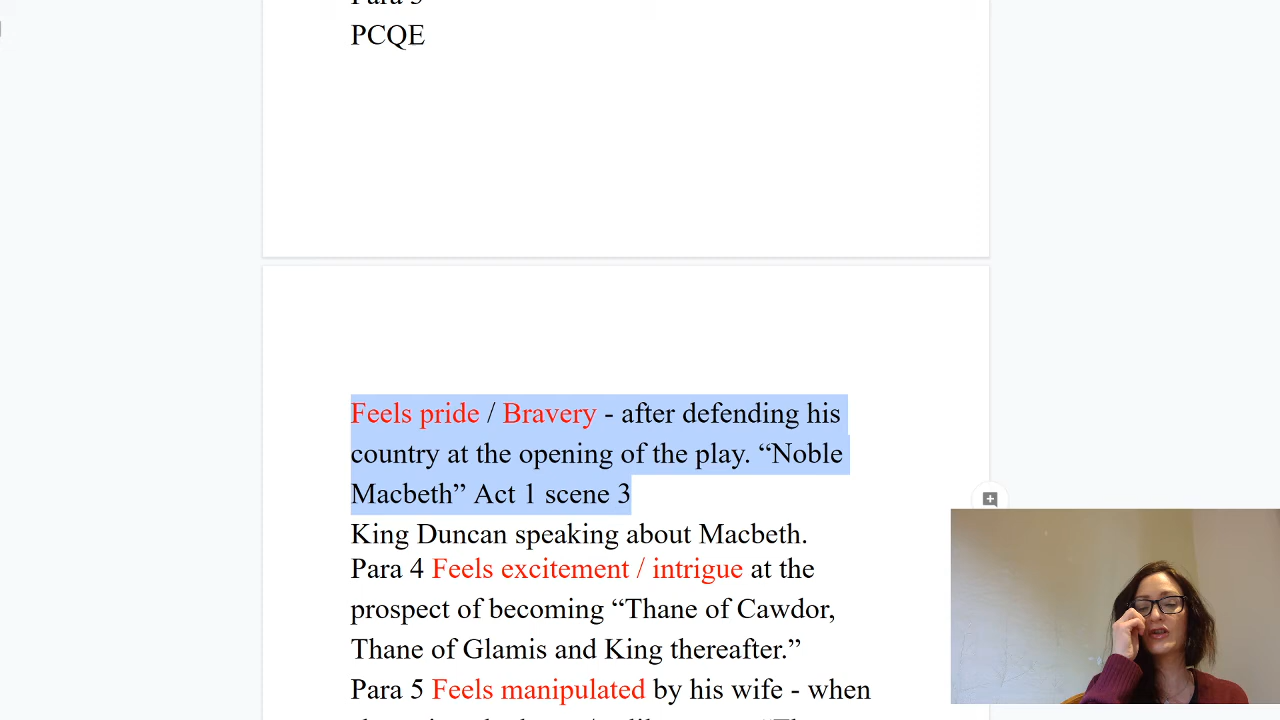 PCQE
Feels pride / Bravery - after defending his
country at the opening of the play. “Noble
Macbeth” Act 1 scene 3
King Duncan speaking about Macbeth.
Para 4 Feels excitement / intrigue at the
prospect of becoming “Thane of Cawdor,
Thane of Glamis and King thereafter.”
Para 5 Feels manipulated by his wife - when